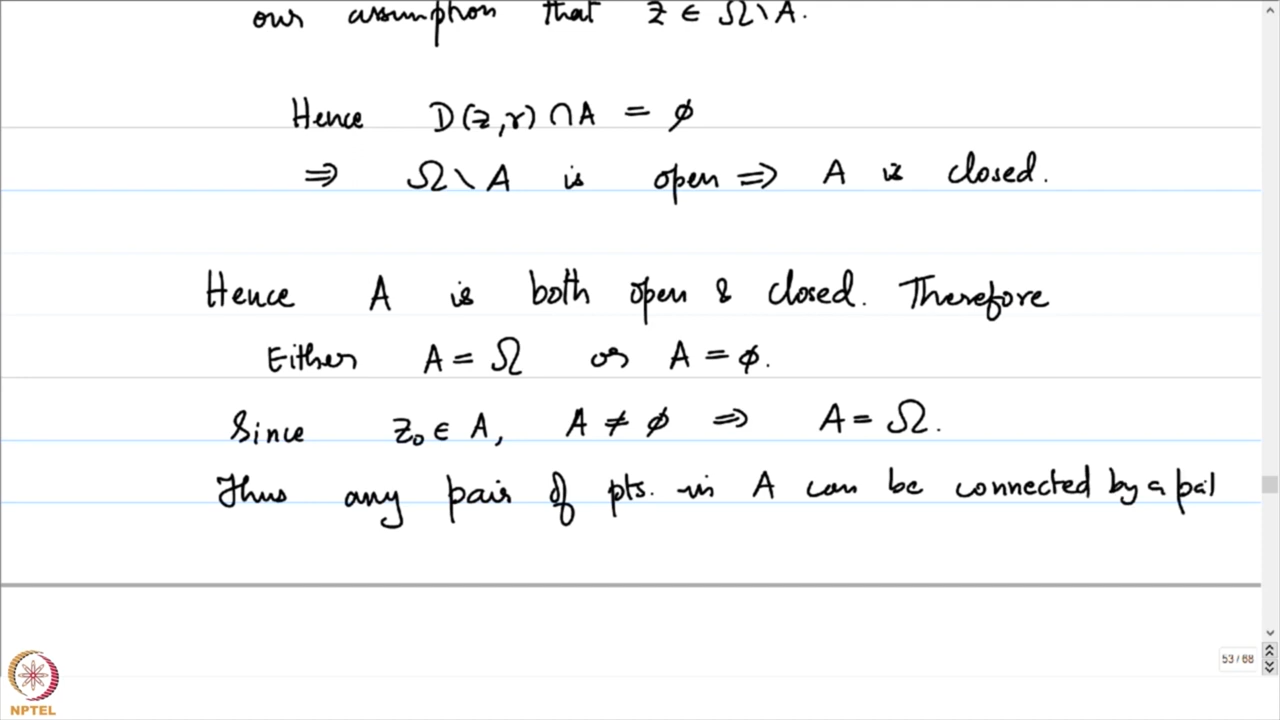 our assumption that z ∈ Ω \ A.
Hence D(z,r) ∩ A = ϕ
⇒ Ω \ A is open ⇒ A is closed.
Hence A is both open & closed. Therefore
Either A = Ω or A = ϕ.
Since z₀ ∈ A, A ≠ ϕ ⇒ A = Ω.
Thus any pair of pts. in A can be connected by a pat
53 / 68
NPTEL